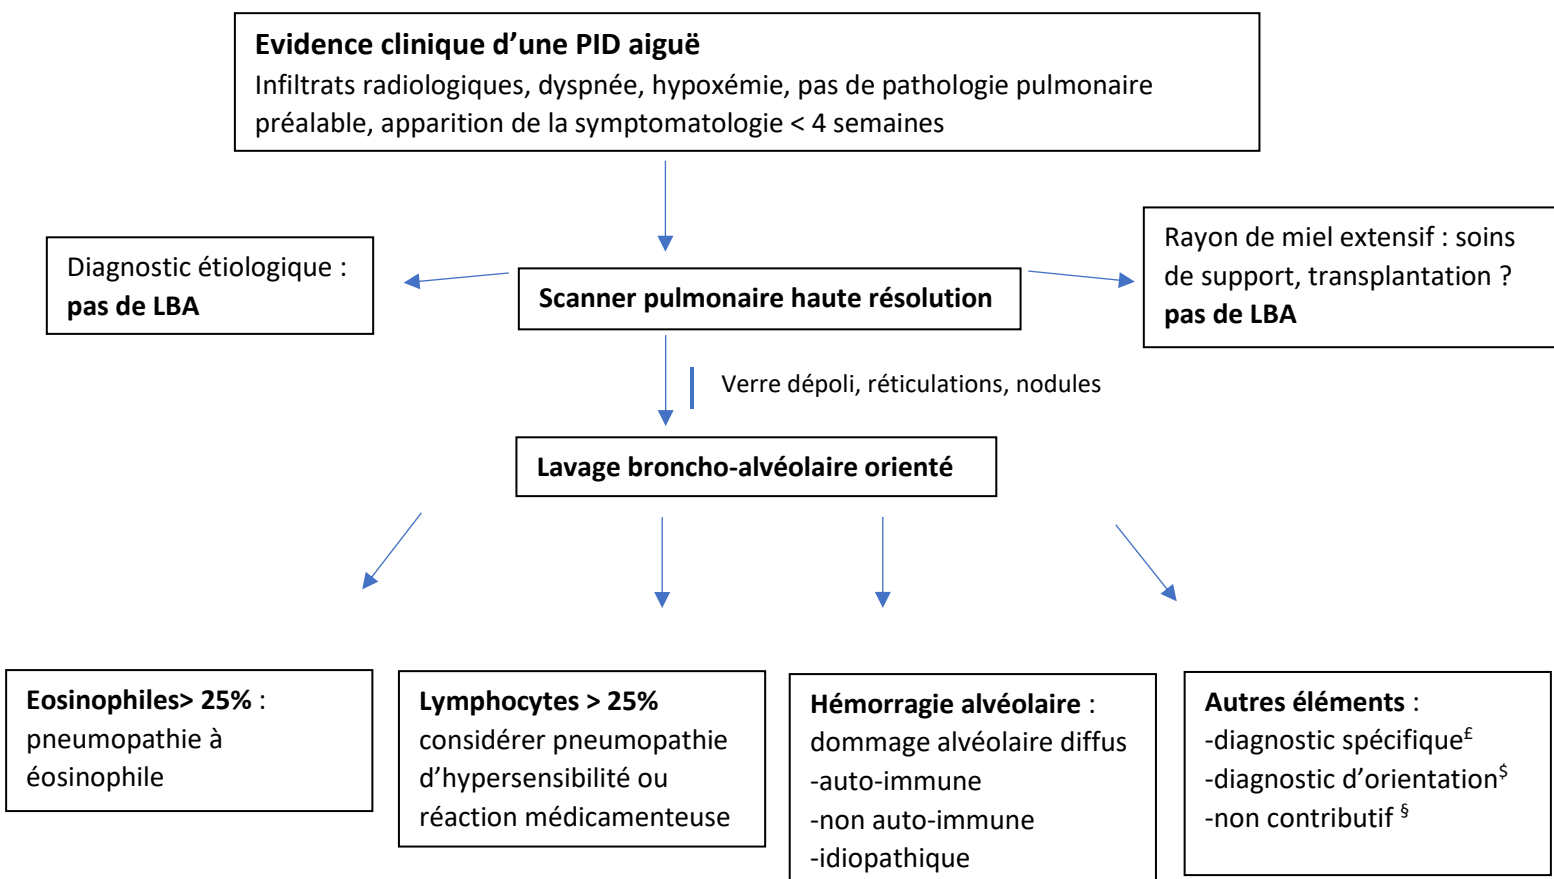 Evidence clinique d’une PID aiguë
Infiltrats radiologiques, dyspnée, hypoxémie, pas de pathologie pulmonaire
préalable, apparition de la symptomatologie < 4 semaines
Diagnostic étiologique :
pas de LBA
Scanner pulmonaire haute résolution
Rayon de miel extensif : soins
de support, transplantation ?
pas de LBA
Verre dépoli, réticulations, nodules
Lavage broncho-alvéolaire orienté
Eosinophiles> 25% :
pneumopathie à
éosinophile
Lymphocytes > 25%
considérer pneumopathie
d’hypersensibilité ou
réaction médicamenteuse
Hémorragie alvéolaire :
dommage alvéolaire diffus
-auto-immune
-non auto-immune
-idiopathique
Autres éléments :
-diagnostic spécifique£
-diagnostic d’orientation$
-non contributif §